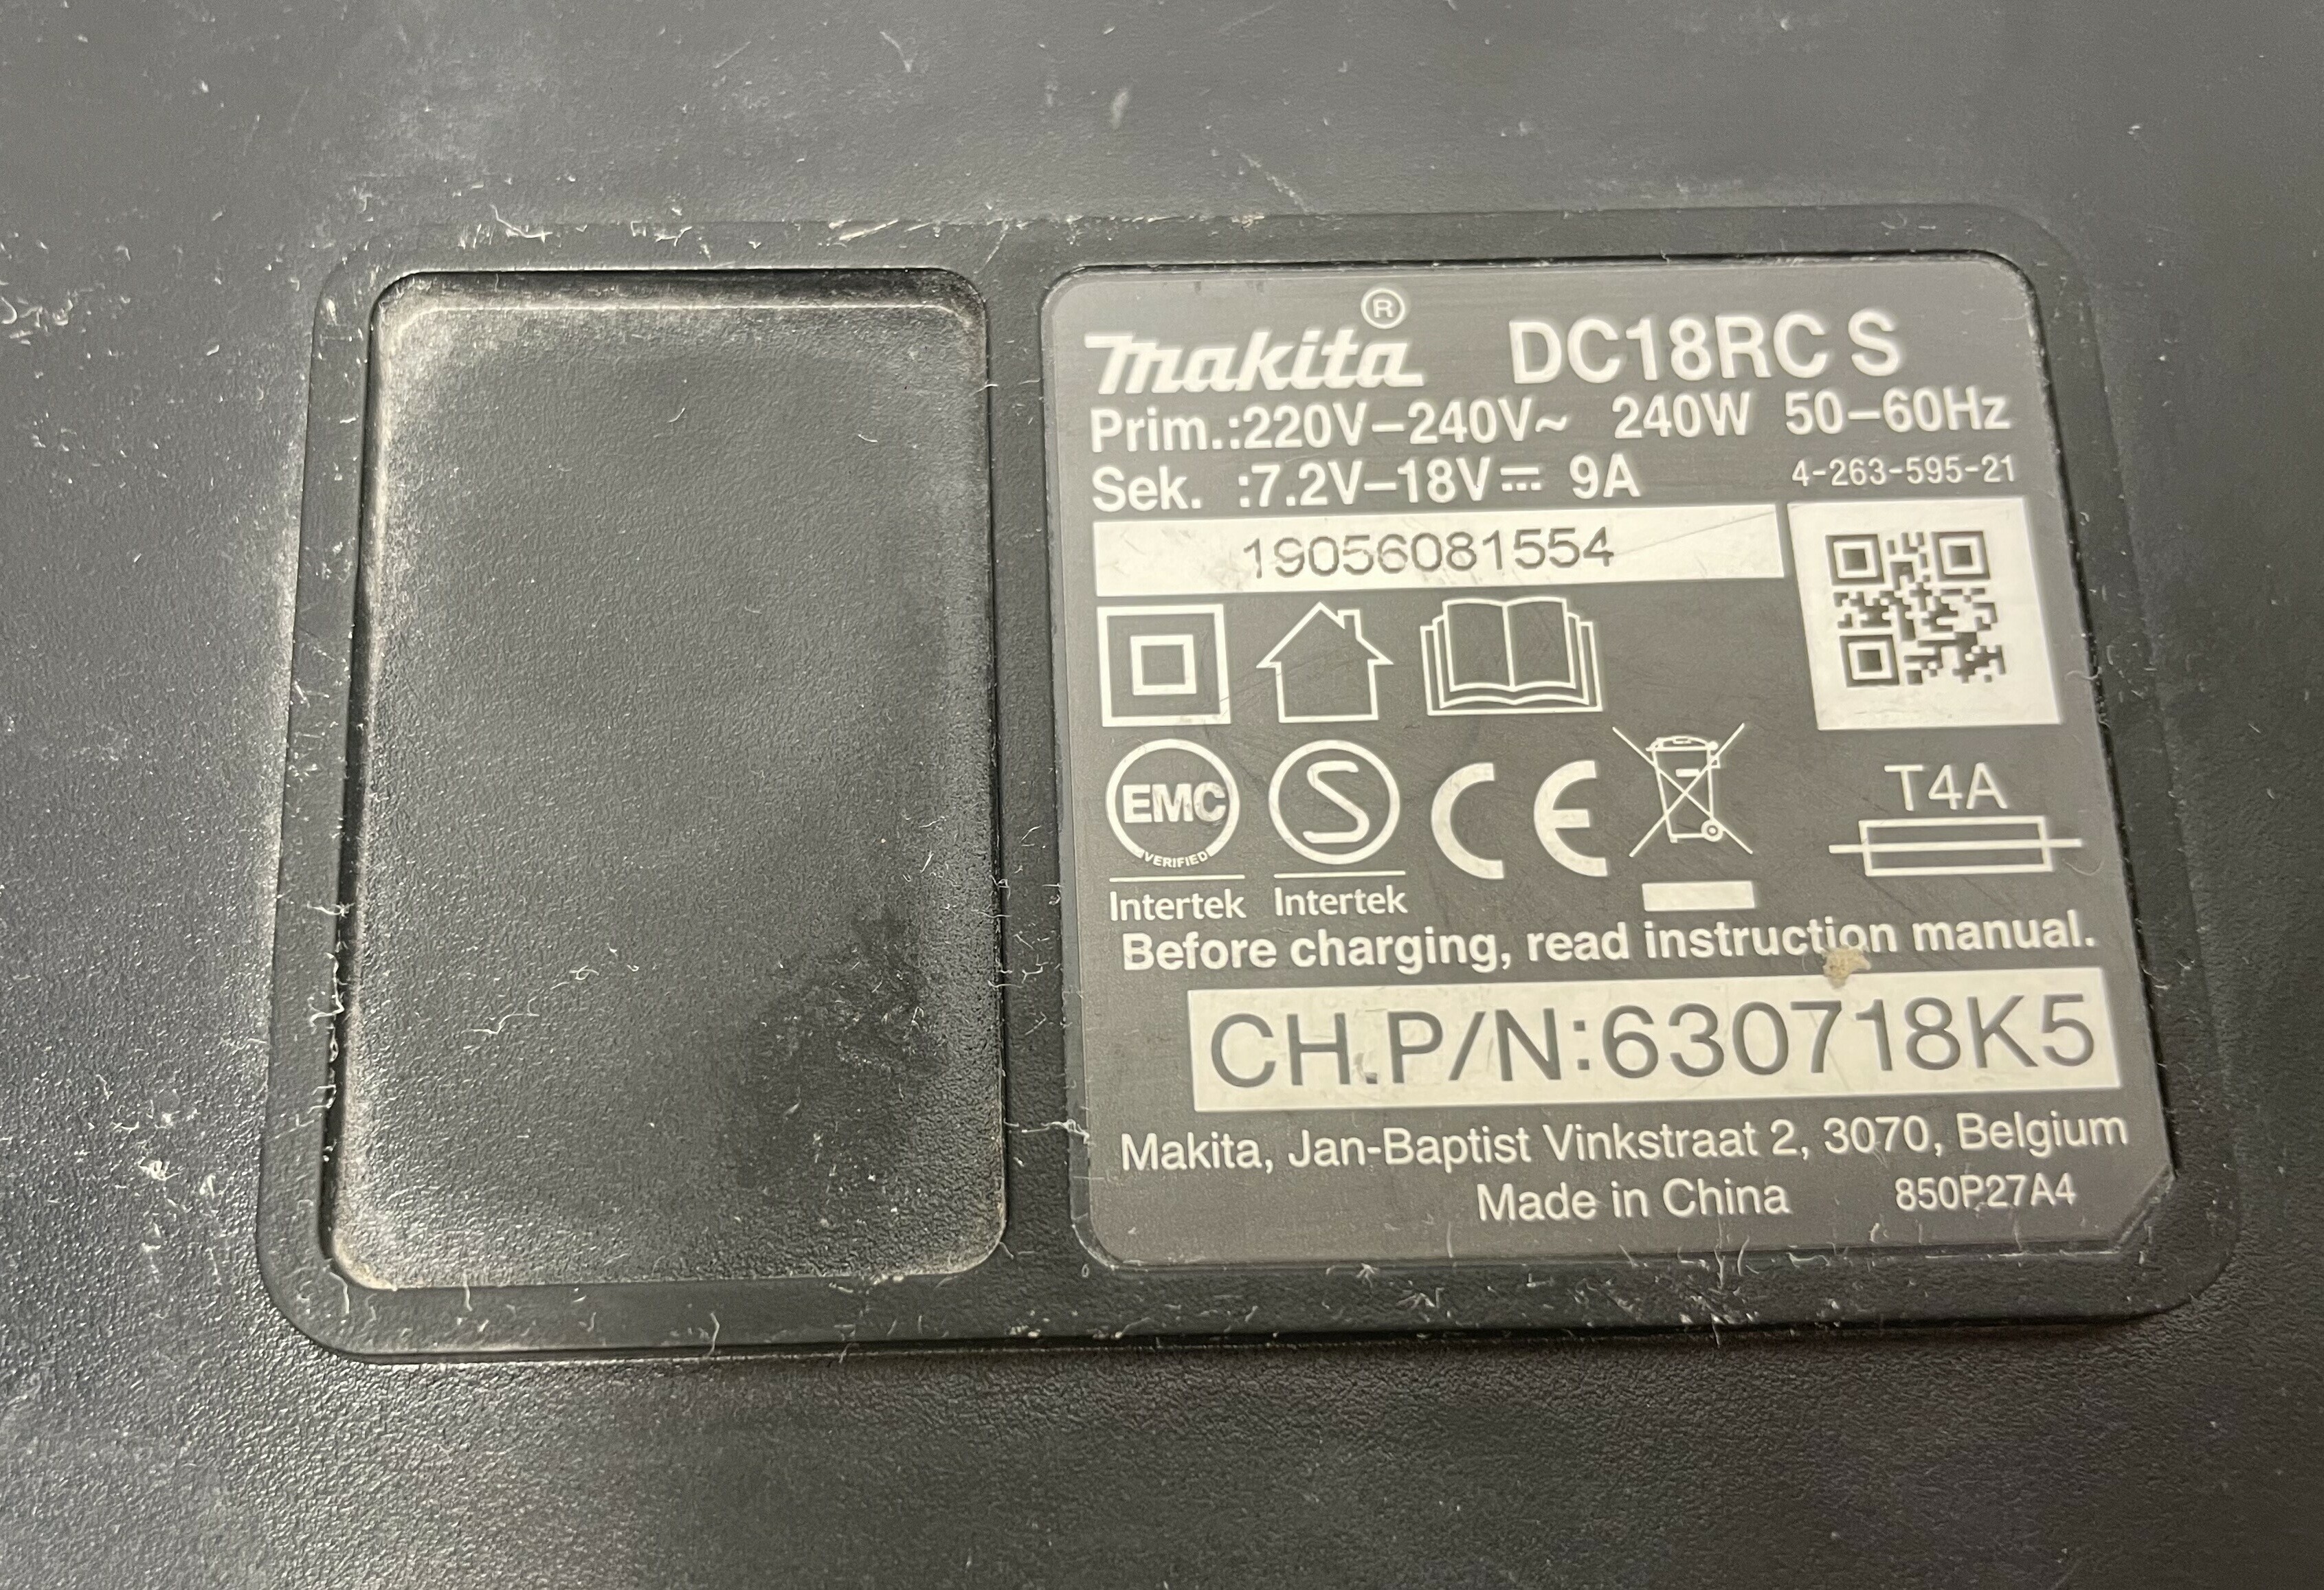 makita® DC18RC S
Prim.:220V–240V~ 240W 50–60Hz
Sek. :7.2V–18V⎓ 9A 4-263-595-21
19056081554
EMC
VERIFIED
Intertek
S
Intertek
CE
T4A
Before charging, read instruction manual.
CH.P/N:630718K5
Makita, Jan-Baptist Vinkstraat 2, 3070, Belgium
Made in China 850P27A4